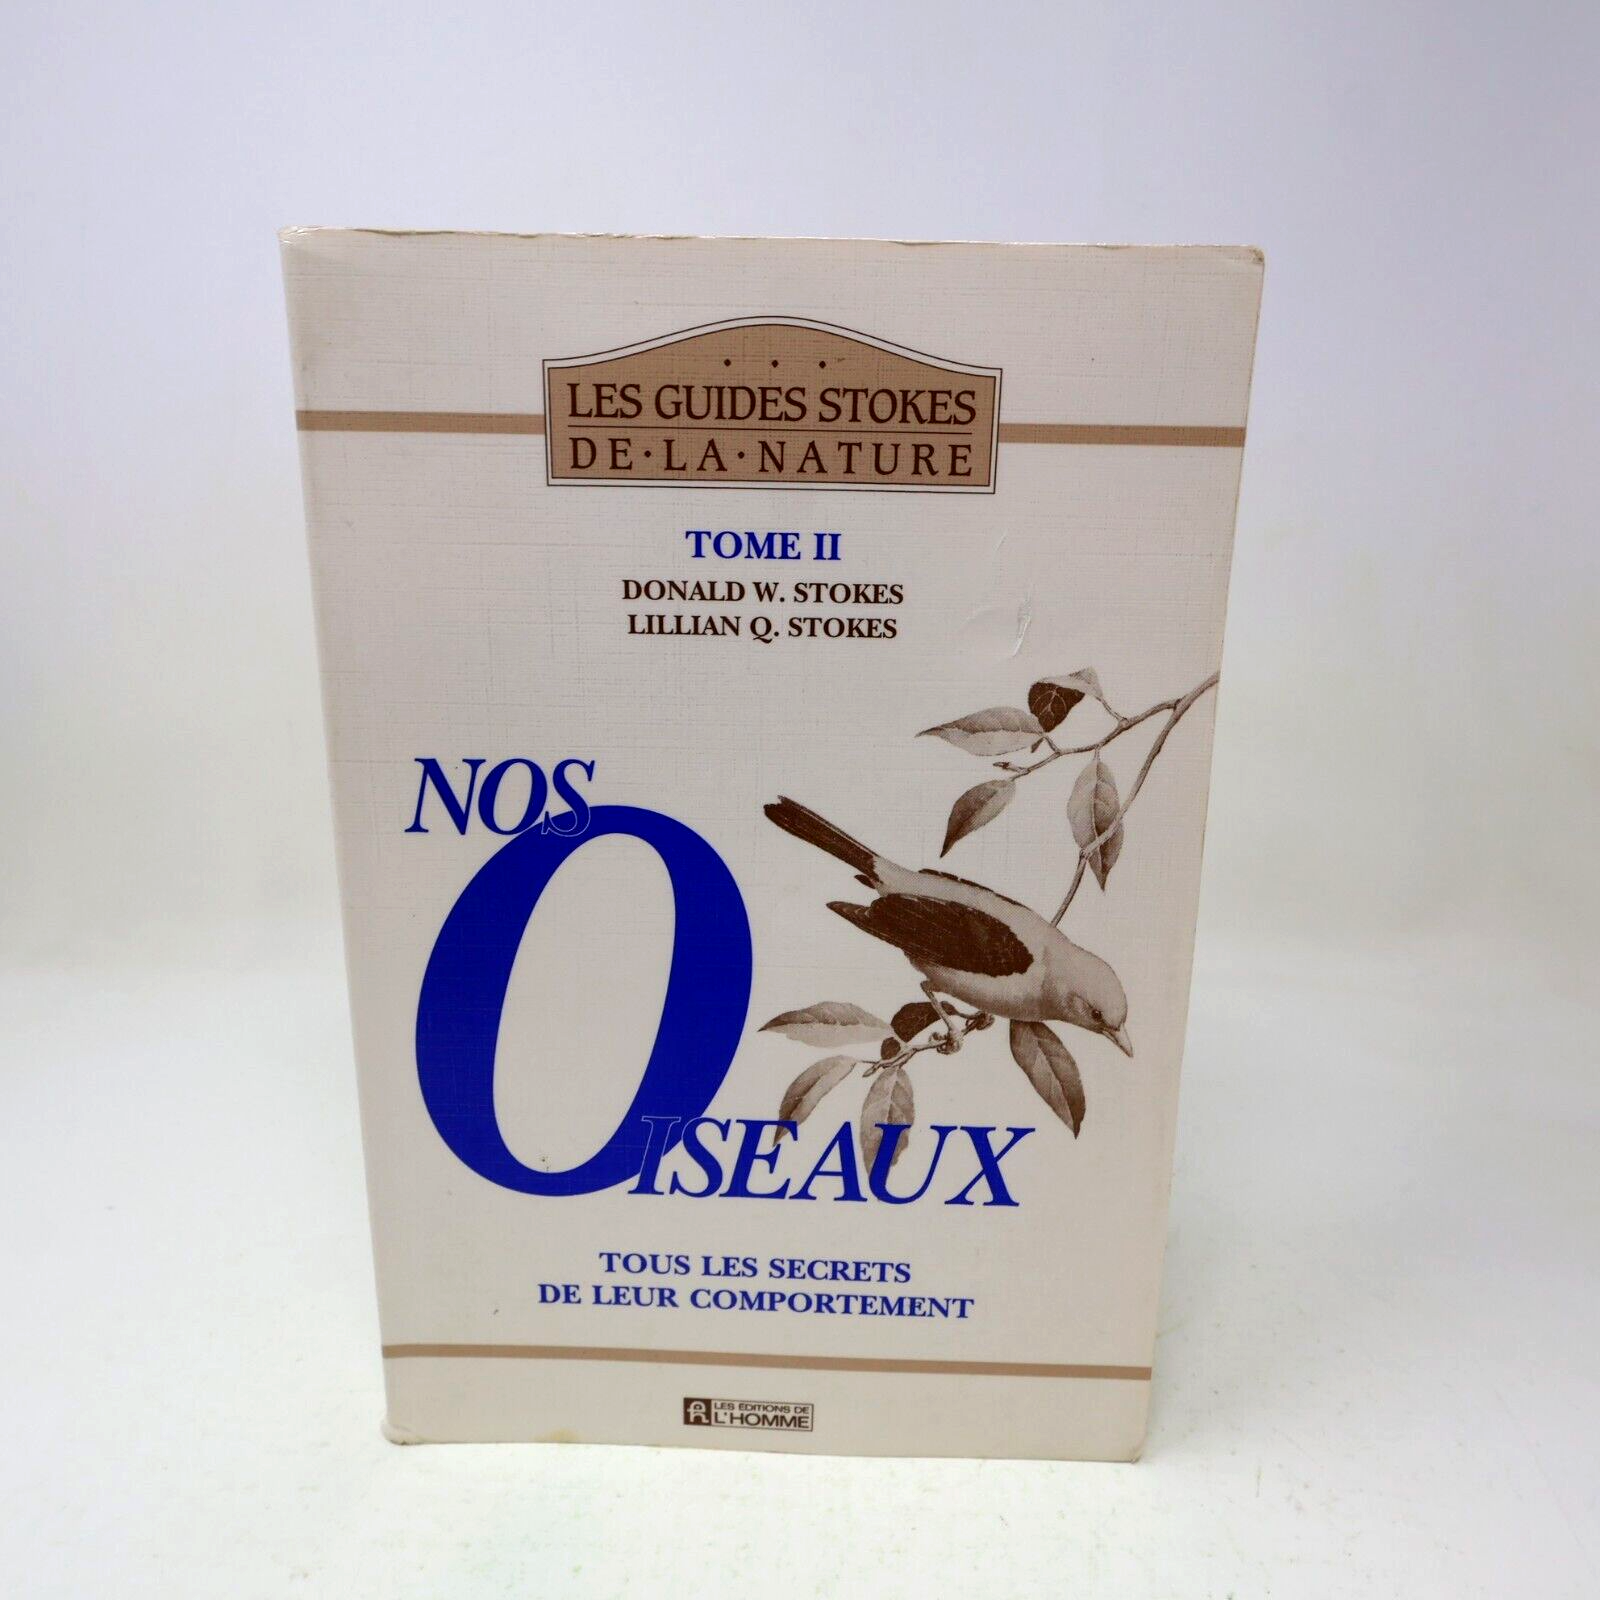 LES GUIDES STOKES
DE·LA·NATURE
TOME II
DONALD W. STOKES
LILLIAN Q. STOKES
NOS
OISEAUX
TOUS LES SECRETS
DE LEUR COMPORTEMENT
LES ÉDITIONS DE
L'HOMME